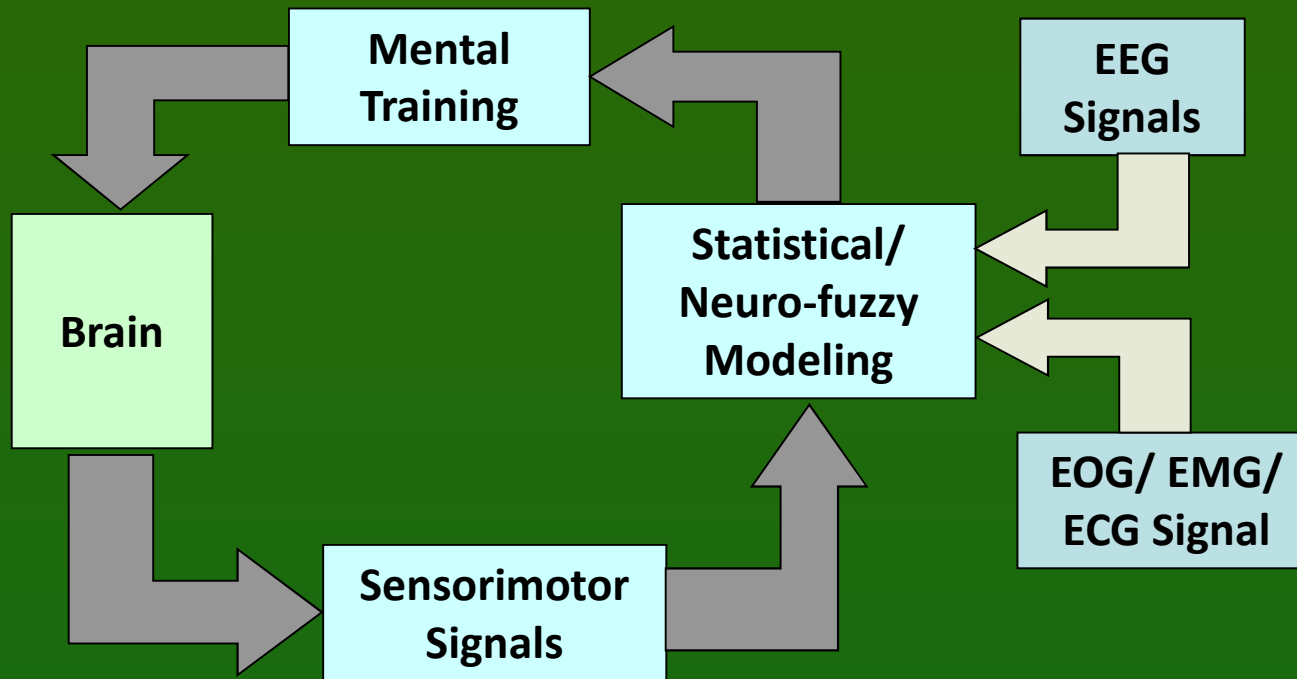 Mental
Training
EEG
Signals
Statistical/
Neuro-fuzzy
Modeling
Brain
EOG/ EMG/
ECG Signal
Sensorimotor
Signals